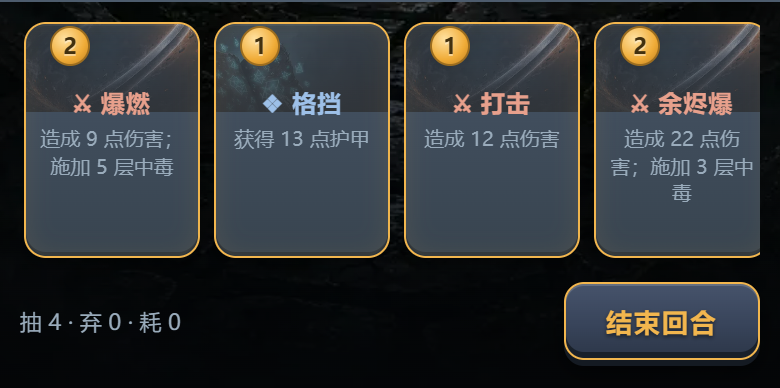 2
⚔ 爆燃
造成 9 点伤害；
施加 5 层中毒
1
❖ 格挡
获得 13 点护甲
1
⚔ 打击
造成 12 点伤害
2
⚔ 余烬爆
造成 22 点伤
害；施加 3 层中
毒
抽 4 · 弃 0 · 耗 0
结束回合